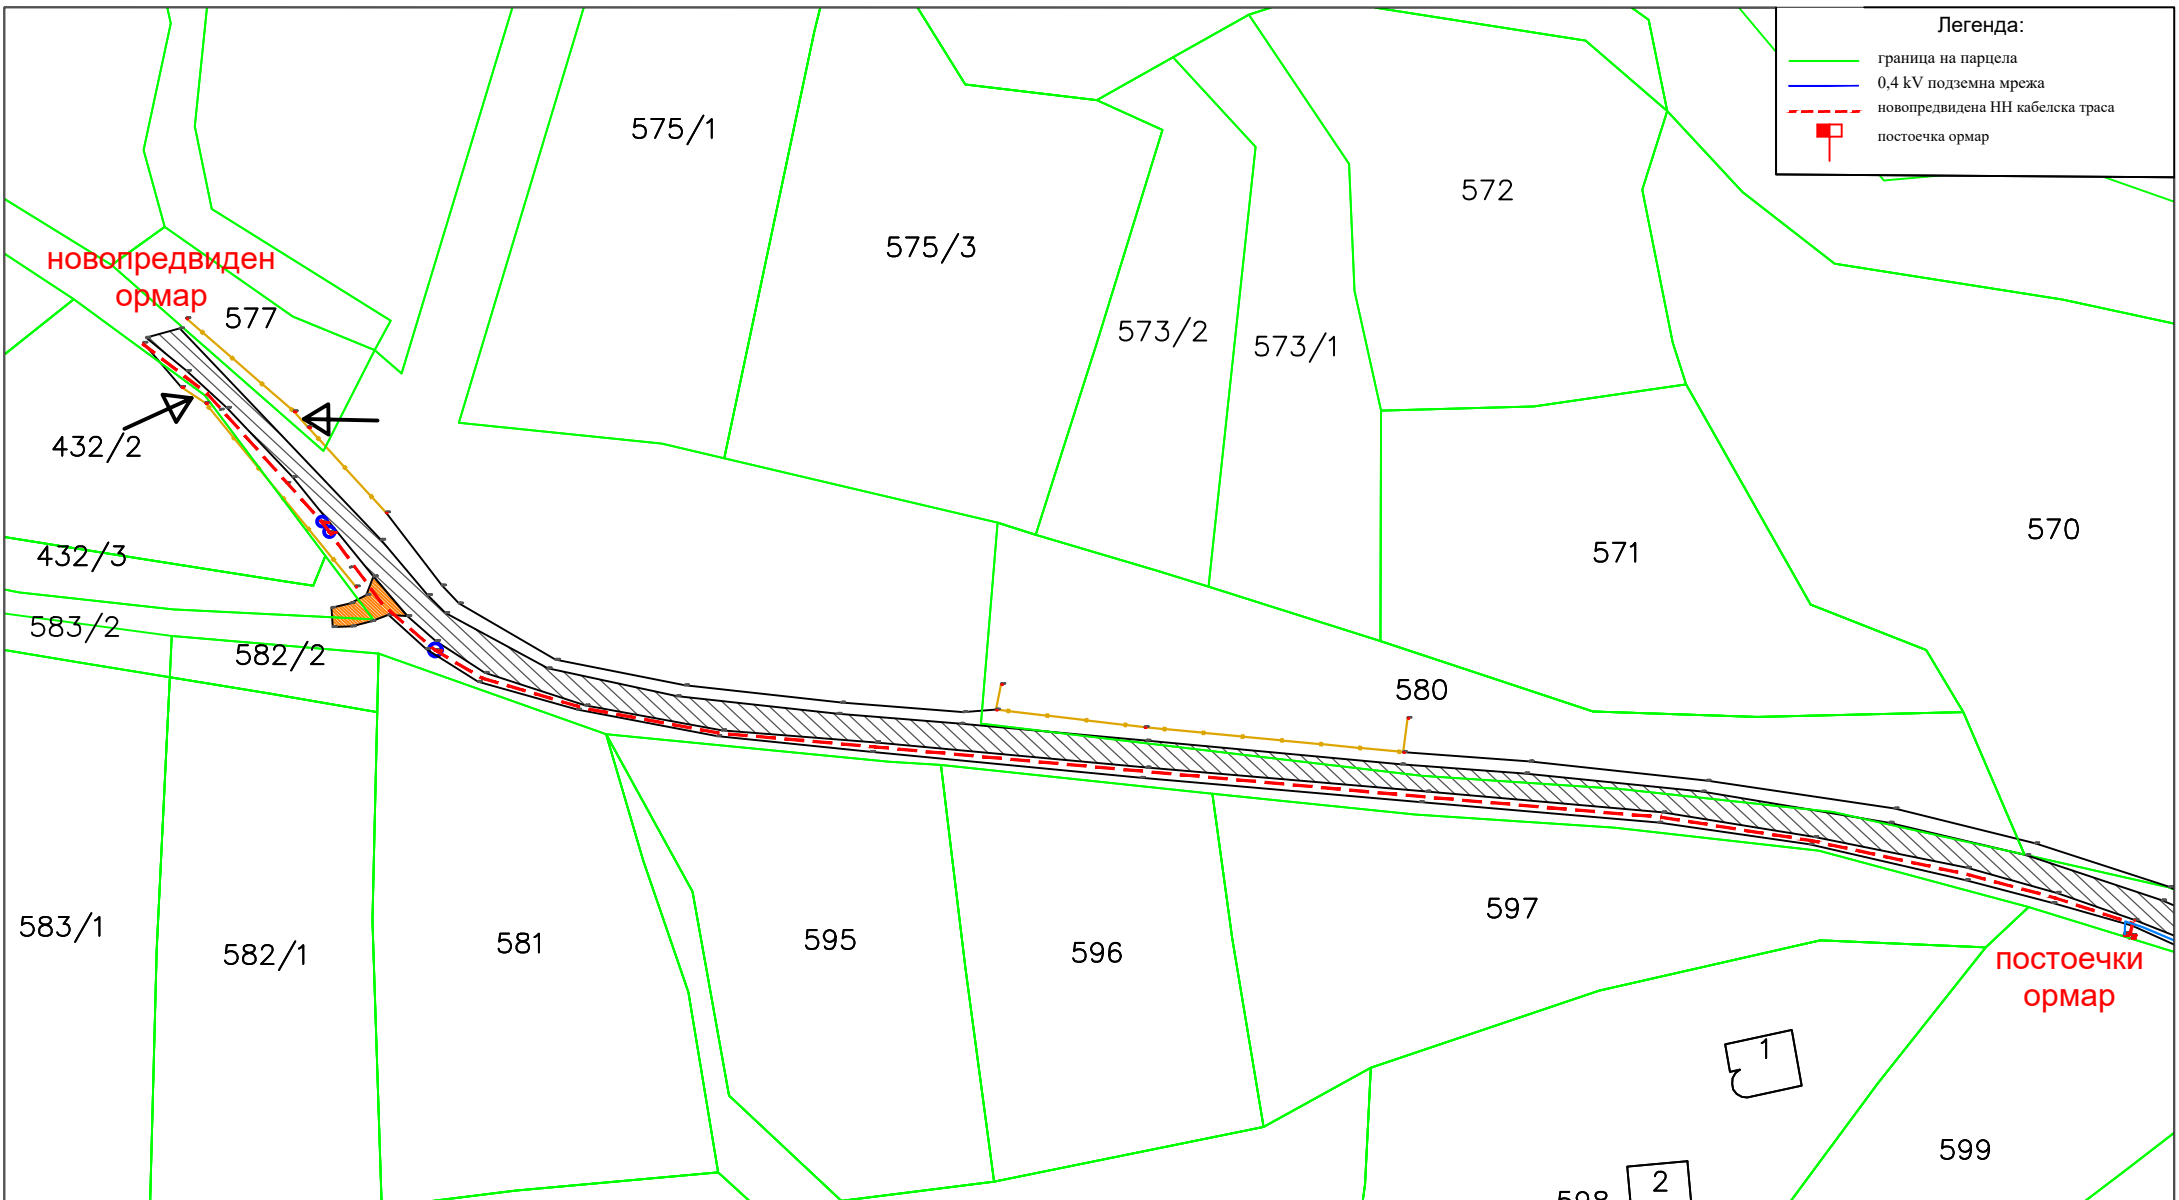 Легенда:
граница на парцела
0,4 kV подземна мрежа
новопредвидена НН кабелска траса
постоечка ормар
575/1
572
575/3
новопредвиден
ормар
577
573/2
573/1
432/2
432/3
571
570
583/2
582/2
580
583/1
582/1
581
595
596
597
постоечки
ормар
1
599
2
598